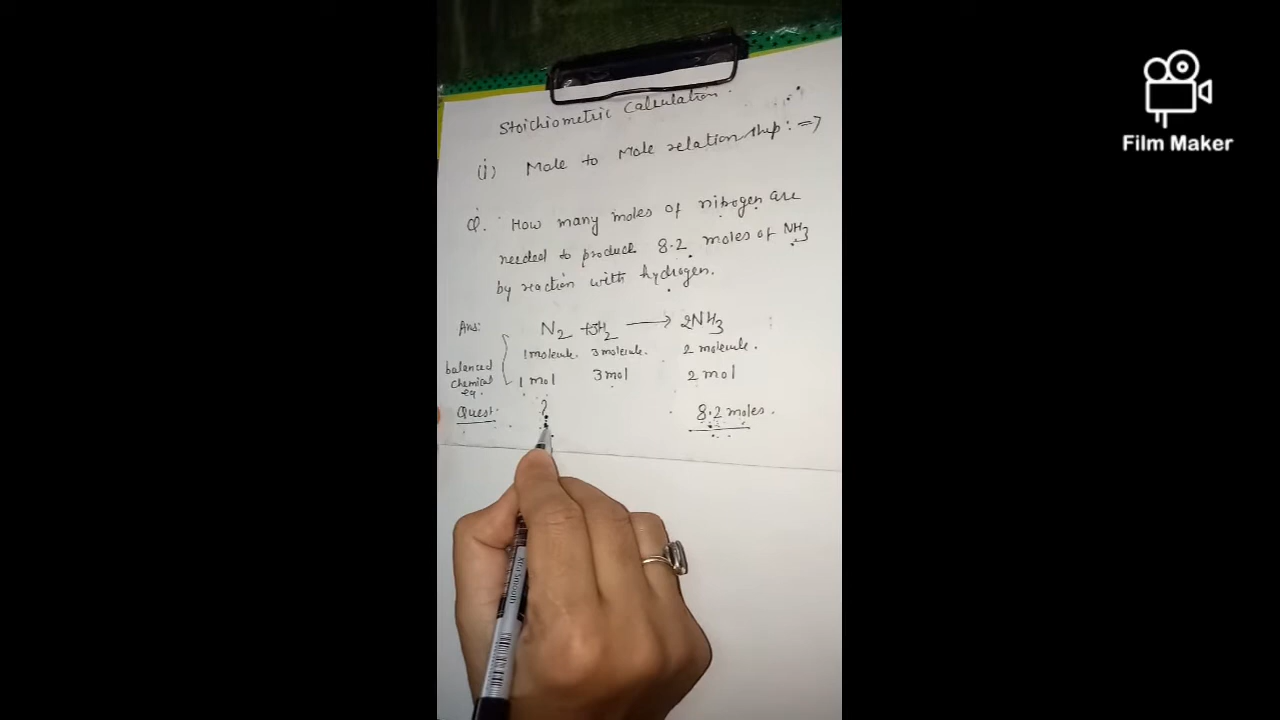 Stoichiometric Calculation.
(i) Mole to Mole relationship: =>
Q. How many moles of nitrogen are
needed to produce 8.2 moles of NH3
by reaction with hydrogen.
Ans: N2 + 3H2 → 2NH3
1 molecule. 3 molecule. 2 molecule.
balanced chemical eq. 1 mol 3 mol 2 mol
Quest. ? 8.2 moles.
Film Maker
Ultra Smooth